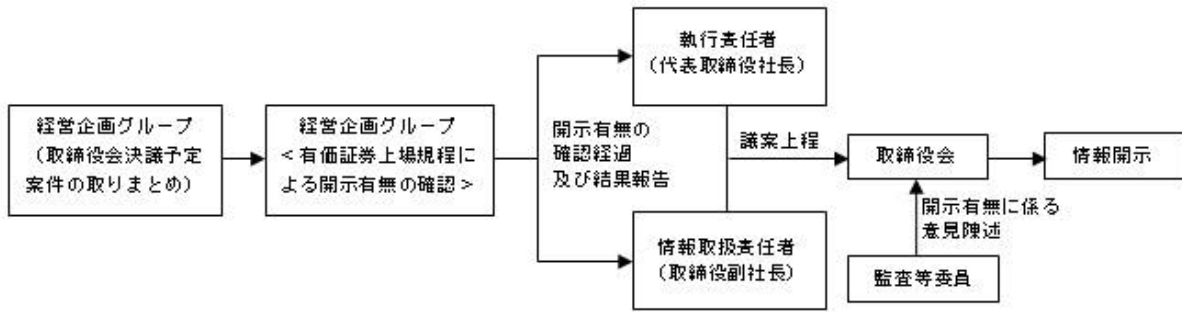 経営企画グループ
（取締役会決議予定
案件の取りまとめ）
経営企画グループ
＜有価証券上場規程に
よる開示有無の確認＞
開示有無の
確認経過
及び結果報告
執行責任者
（代表取締役社長）
情報取扱責任者
（取締役副社長）
議案上程
取締役会
情報開示
開示有無に係る
意見陳述
監査等委員